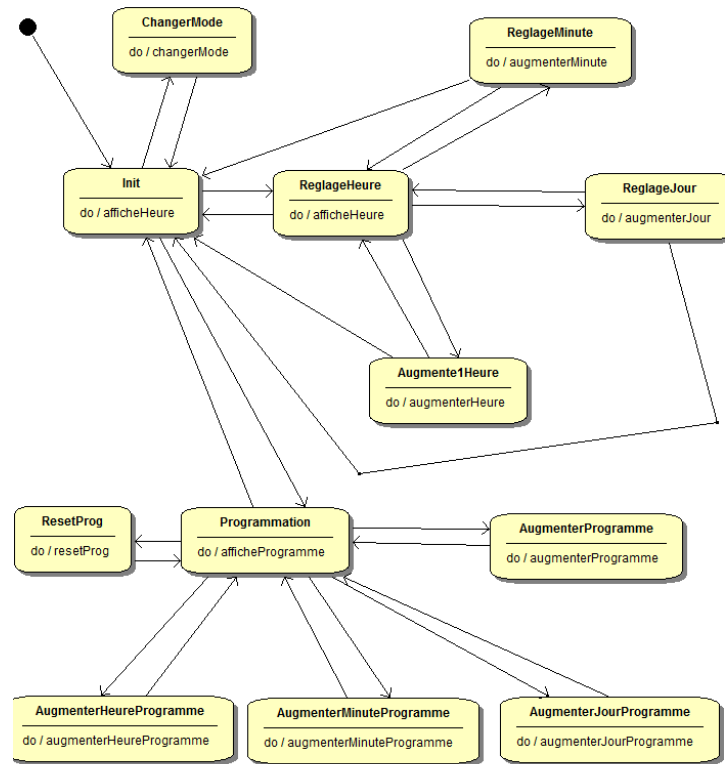 ChangerMode
do / changerMode
ReglageMinute
do / augmenterMinute
Init
do / afficheHeure
ReglageHeure
do / afficheHeure
ReglageJour
do / augmenterJour
Augmente1Heure
do / augmenterHeure
ResetProg
do / resetProg
Programmation
do / afficheProgramme
AugmenterProgramme
do / augmenterProgramme
AugmenterHeureProgramme
do / augmenterHeureProgramme
AugmenterMinuteProgramme
do / augmenterMinuteProgramme
AugmenterJourProgramme
do / augmenterJourProgramme